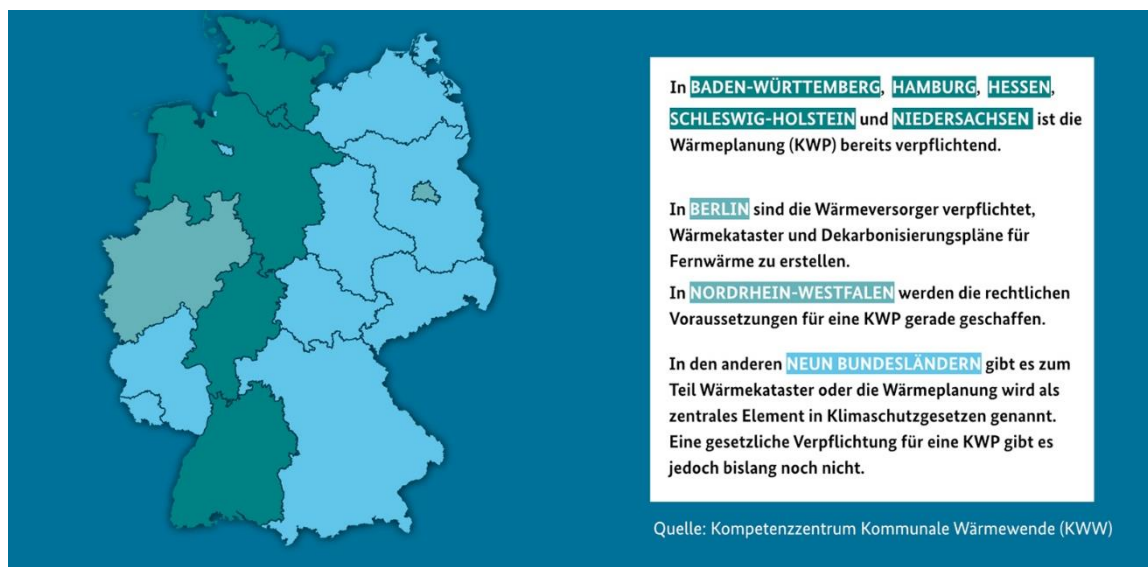 In BADEN-WÜRTTEMBERG, HAMBURG, HESSEN,
SCHLESWIG-HOLSTEIN und NIEDERSACHSEN ist die
Wärmeplanung (KWP) bereits verpflichtend.
In BERLIN sind die Wärmeversorger verpflichtet,
Wärmekataster und Dekarbonisierungspläne für
Fernwärme zu erstellen.
In NORDRHEIN-WESTFALEN werden die rechtlichen
Voraussetzungen für eine KWP gerade geschaffen.
In den anderen NEUN BUNDESLÄNDERN gibt es zum
Teil Wärmekataster oder die Wärmeplanung wird als
zentrales Element in Klimaschutzgesetzen genannt.
Eine gesetzliche Verpflichtung für eine KWP gibt es
jedoch bislang noch nicht.
Quelle: Kompetenzzentrum Kommunale Wärmewende (KWW)